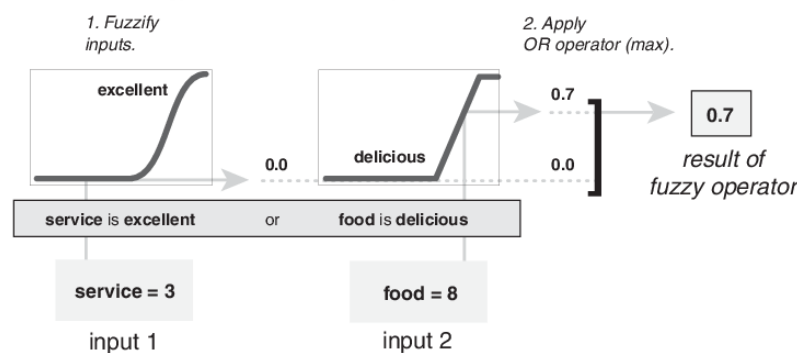 1. Fuzzify
inputs.
2. Apply
OR operator (max).
excellent
0.0
delicious
0.7
0.0
0.7
result of
fuzzy operator
service is excellent or food is delicious
service = 3
food = 8
input 1
input 2